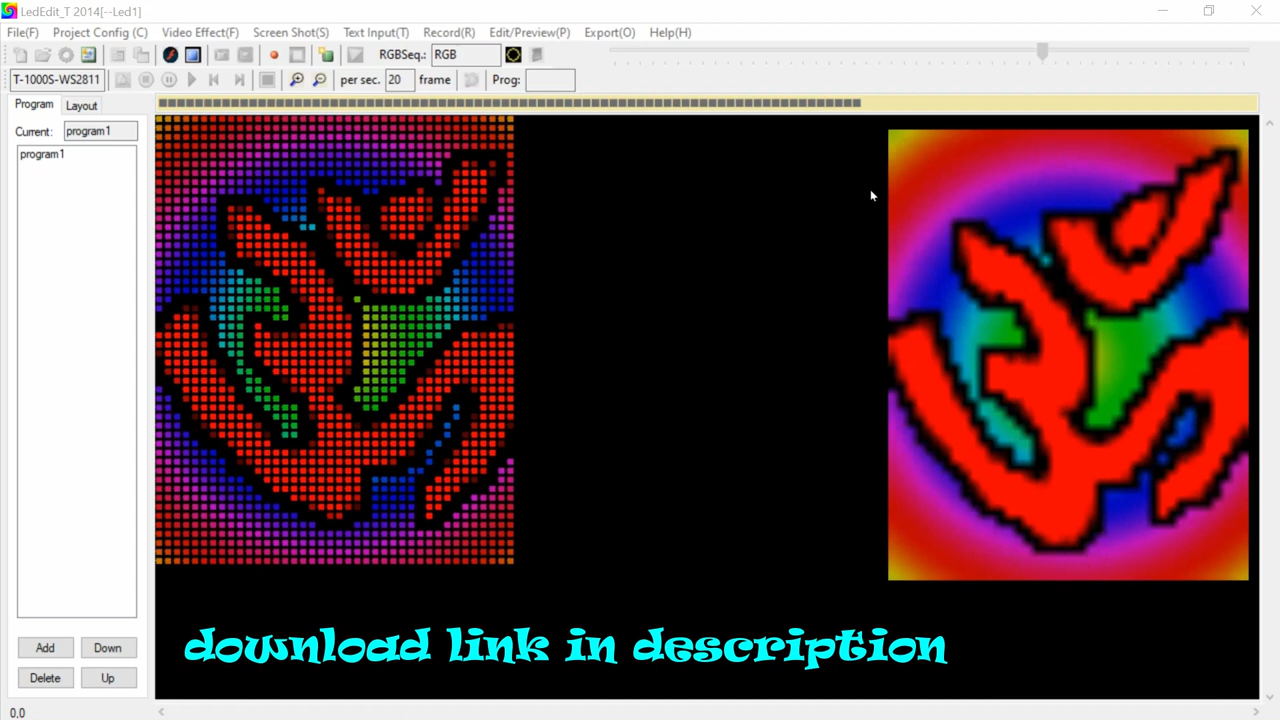 LedEdit_T 2014[--Led1]
File(F) Project Config (C) Video Effect(F) Screen Shot(S) Text Input(T) Record(R) Edit/Preview(P) Export(O) Help(H)
RGBSeq.: RGB
T-1000S-WS2811 per sec. 20 frame Prog:
Program Layout
Current: program1
program1
download link in description
Add Down
Delete Up
0,0